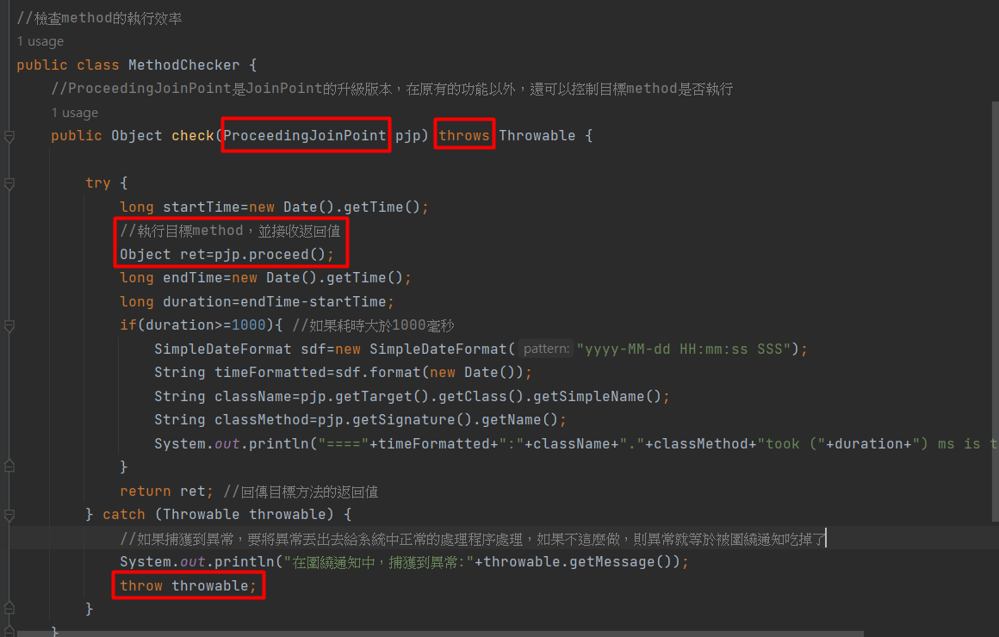 //檢查method的執行效率
1 usage
public class MethodChecker {
//ProceedingJoinPoint是JoinPoint的升級版本，在原有的功能以外，還可以控制目標method是否執行
1 usage
public Object check(ProceedingJoinPoint pjp) throws Throwable {
try {
long startTime=new Date().getTime();
//執行目標method，並接收返回值
Object ret=pjp.proceed();
long endTime=new Date().getTime();
long duration=endTime-startTime;
if(duration>=1000){ //如果耗時大於1000毫秒
SimpleDateFormat sdf=new SimpleDateFormat( pattern: "yyyy-MM-dd HH:mm:ss SSS");
String timeFormatted=sdf.format(new Date());
String className=pjp.getTarget().getClass().getSimpleName();
String classMethod=pjp.getSignature().getName();
System.out.println("===="+timeFormatted+":"+className+"."+classMethod+"took ("+duration+") ms is t
}
return ret; //回傳目標方法的返回值
} catch (Throwable throwable) {
//如果捕獲到異常，要將異常丟出去給系統中正常的處理程序處理，如果不這麼做，則異常就等於被圍繞通知吃掉了
System.out.println("在圍繞通知中，捕獲到異常:"+throwable.getMessage());
throw throwable;
}
}